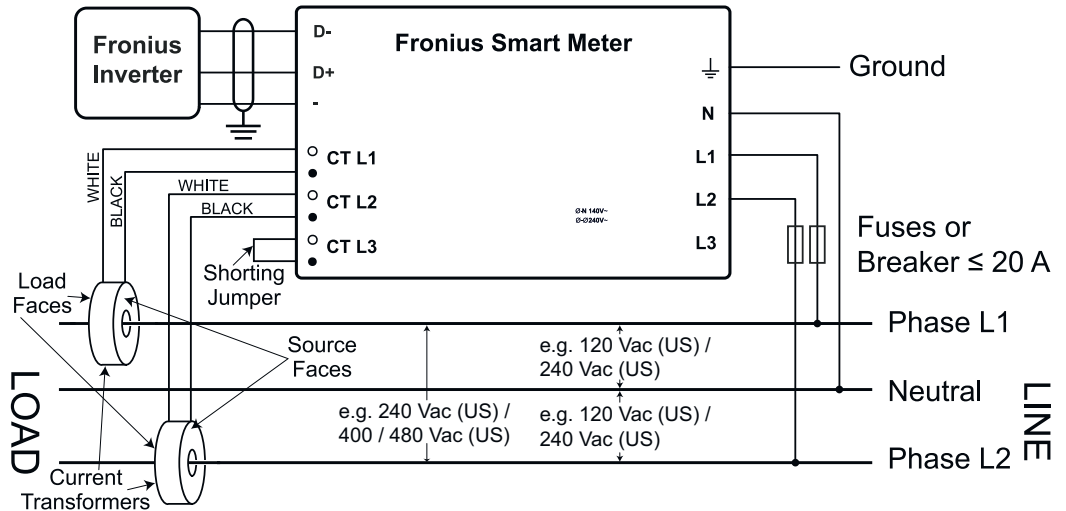 Fronius
Inverter
D-
D+
-
Fronius Smart Meter
Ground
N
L1
L2
L3
CT L1
CT L2
CT L3
WHITE
BLACK
WHITE
BLACK
Ø-N 140V~
Ø-Ø240V~
Shorting
Jumper
Fuses or
Breaker ≤ 20 A
Load
Faces
Source
Faces
Phase L1
e.g. 120 Vac (US) /
240 Vac (US)
Neutral
e.g. 240 Vac (US) /
400 / 480 Vac (US)
e.g. 120 Vac (US) /
240 Vac (US)
Phase L2
LOAD
LINE
Current
Transformers